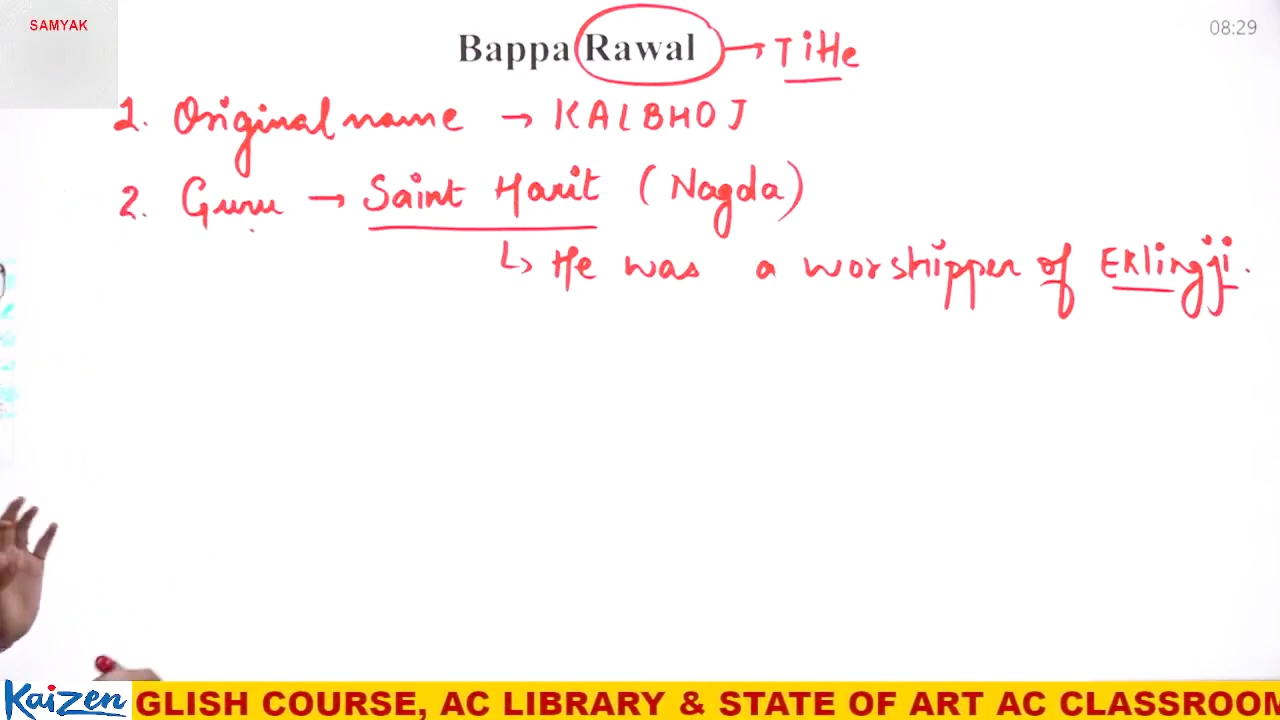 SAMYAK
08:29
Bappa Rawal → Title
1. Original name → KALBHOJ
2. Guru → Saint Harit (Nagda)
↳ He was a worshipper of EKlingji.
Kaizen GLISH COURSE, AC LIBRARY & STATE OF ART AC CLASSROOM